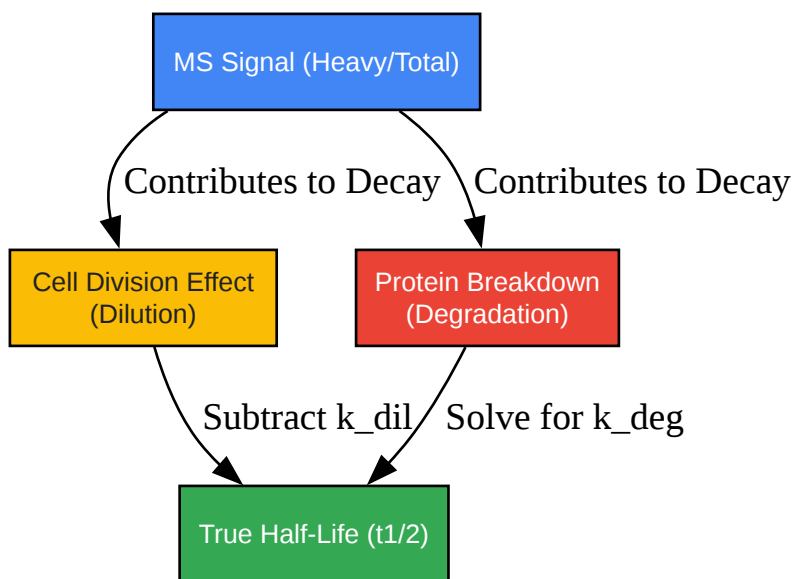 MS Signal (Heavy/Total)
Contributes to Decay
Contributes to Decay
Cell Division Effect
(Dilution)
Protein Breakdown
(Degradation)
Subtract k_dil
Solve for k_deg
True Half-Life (t1/2)